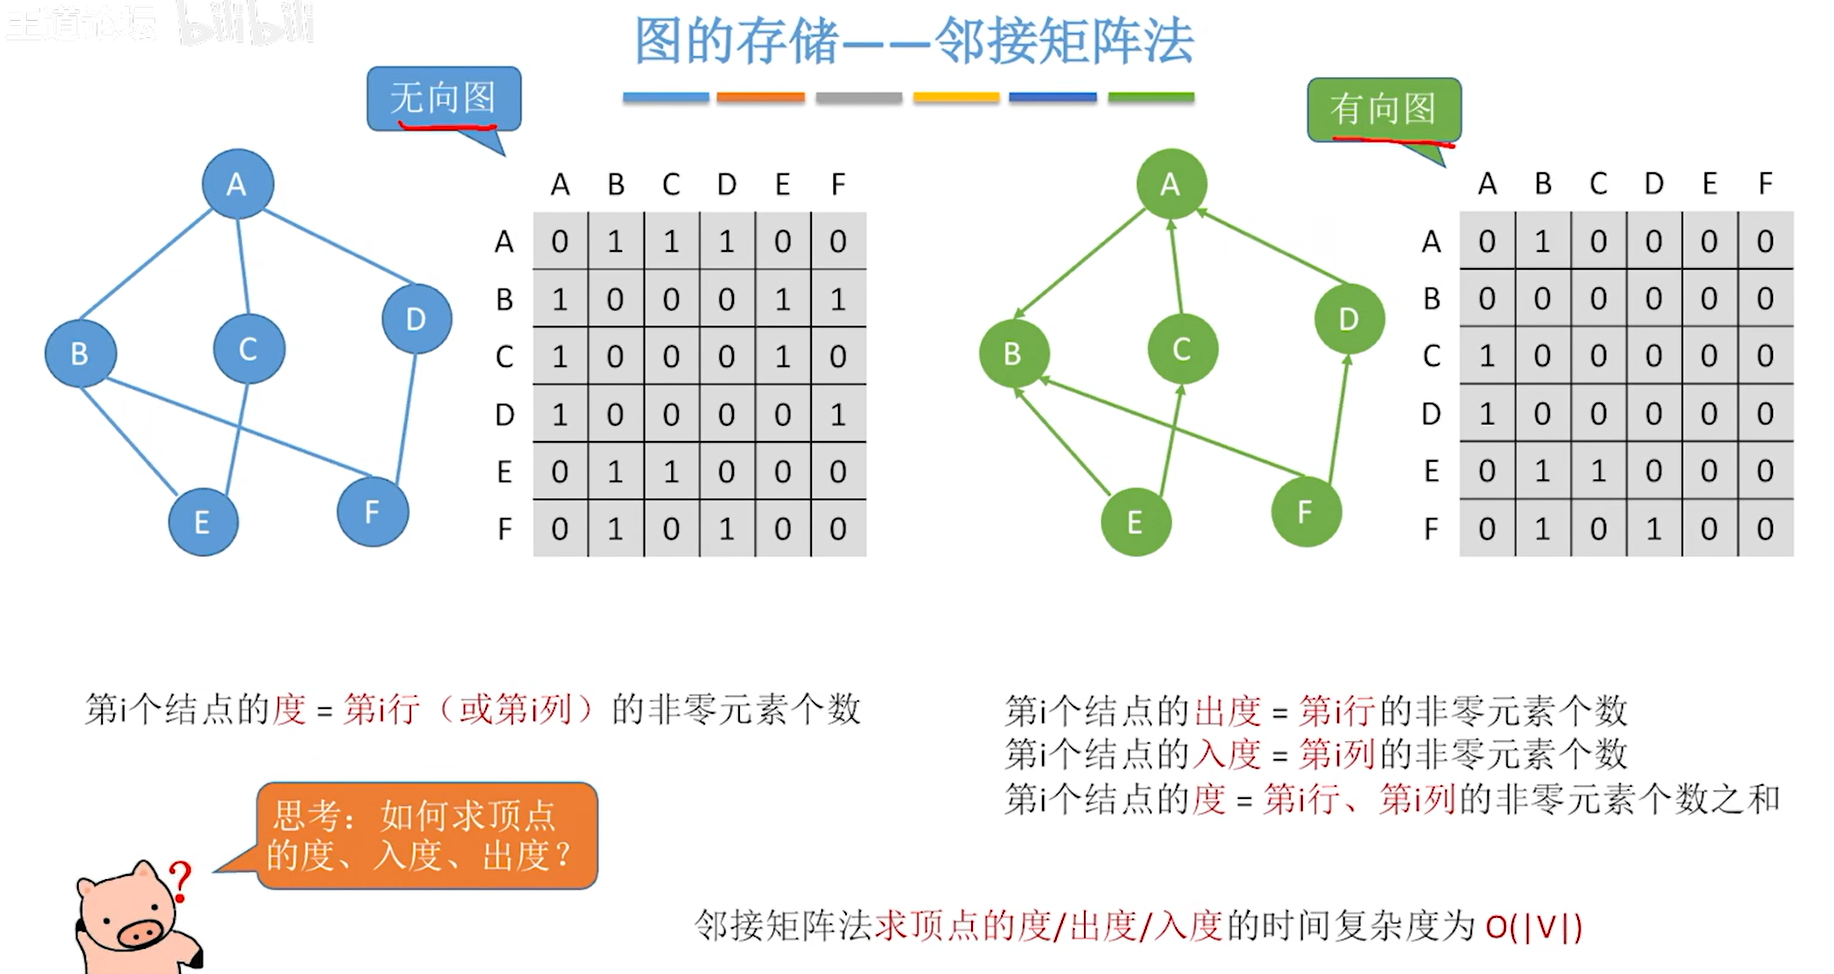 王道论坛 bilibili
图的存储——邻接矩阵法
无向图
有向图
A
B
C
D
E
F
A B C D E F
A 0 1 1 1 0 0
B 1 0 0 0 1 1
C 1 0 0 0 1 0
D 1 0 0 0 0 1
E 0 1 1 0 0 0
F 0 1 0 1 0 0
A
B
C
D
E
F
A B C D E F
A 0 1 0 0 0 0
B 0 0 0 0 0 0
C 1 0 0 0 0 0
D 1 0 0 0 0 0
E 0 1 1 0 0 0
F 0 1 0 1 0 0
第i个结点的度 = 第i行（或第i列）的非零元素个数
第i个结点的出度 = 第i行的非零元素个数
第i个结点的入度 = 第i列的非零元素个数
第i个结点的度 = 第i行、第i列的非零元素个数之和
思考：如何求顶点
的度、入度、出度？
?
邻接矩阵法求顶点的度/出度/入度的时间复杂度为 O(|V|)